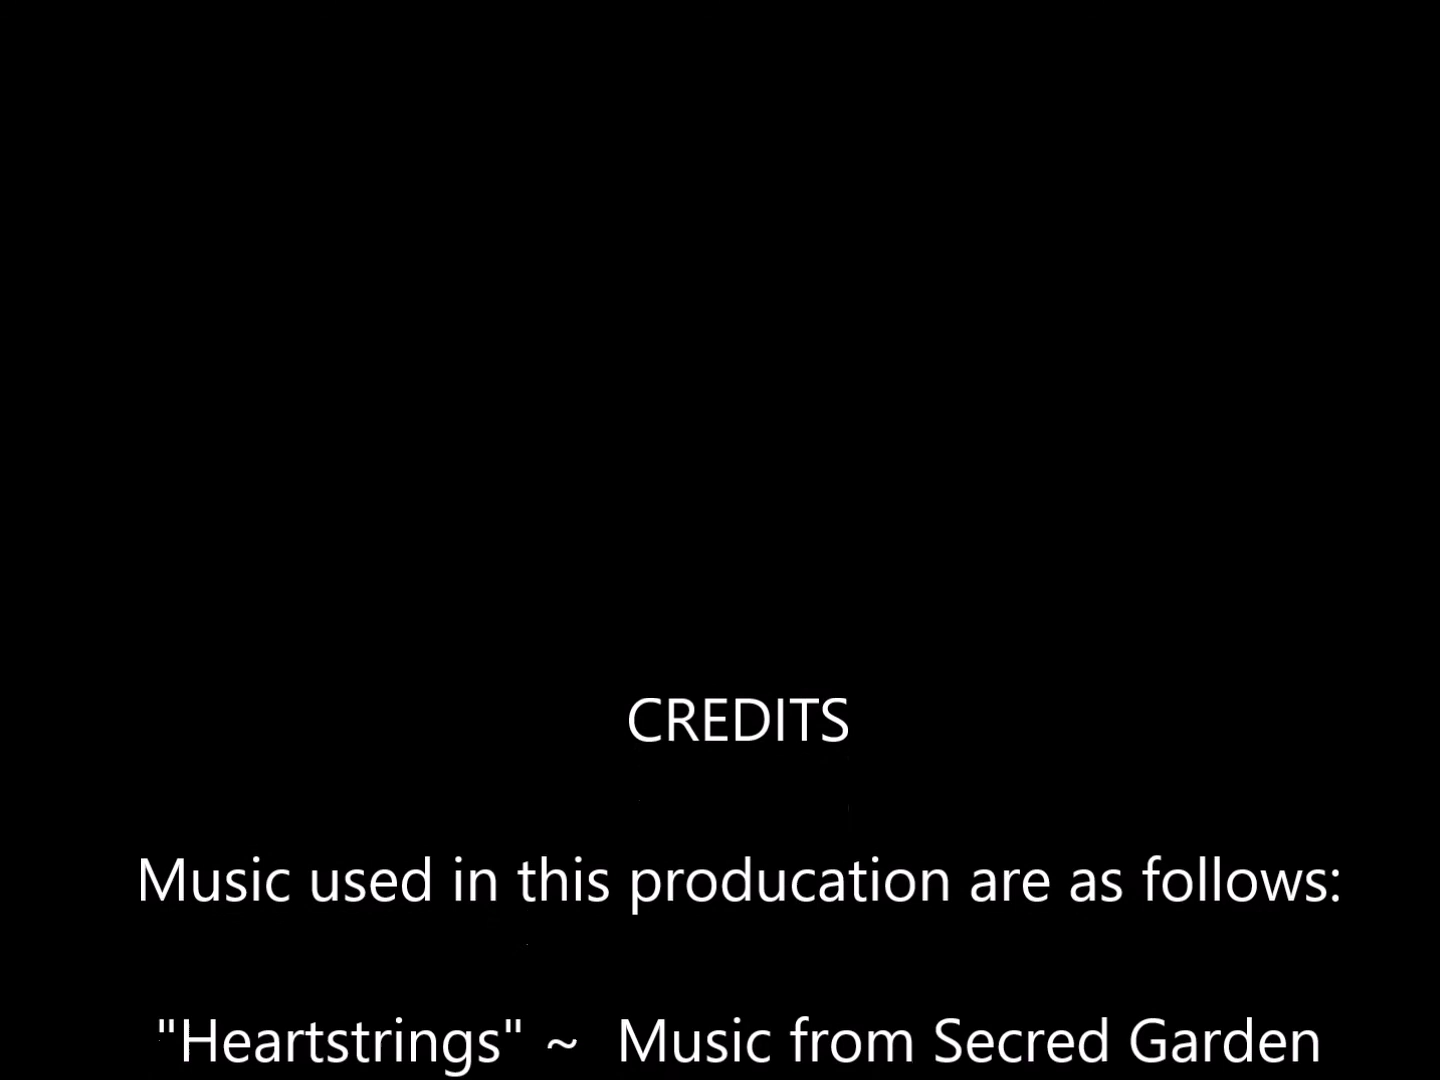 CREDITS
Music used in this producation are as follows:
"Heartstrings" ~  Music from Secred Garden